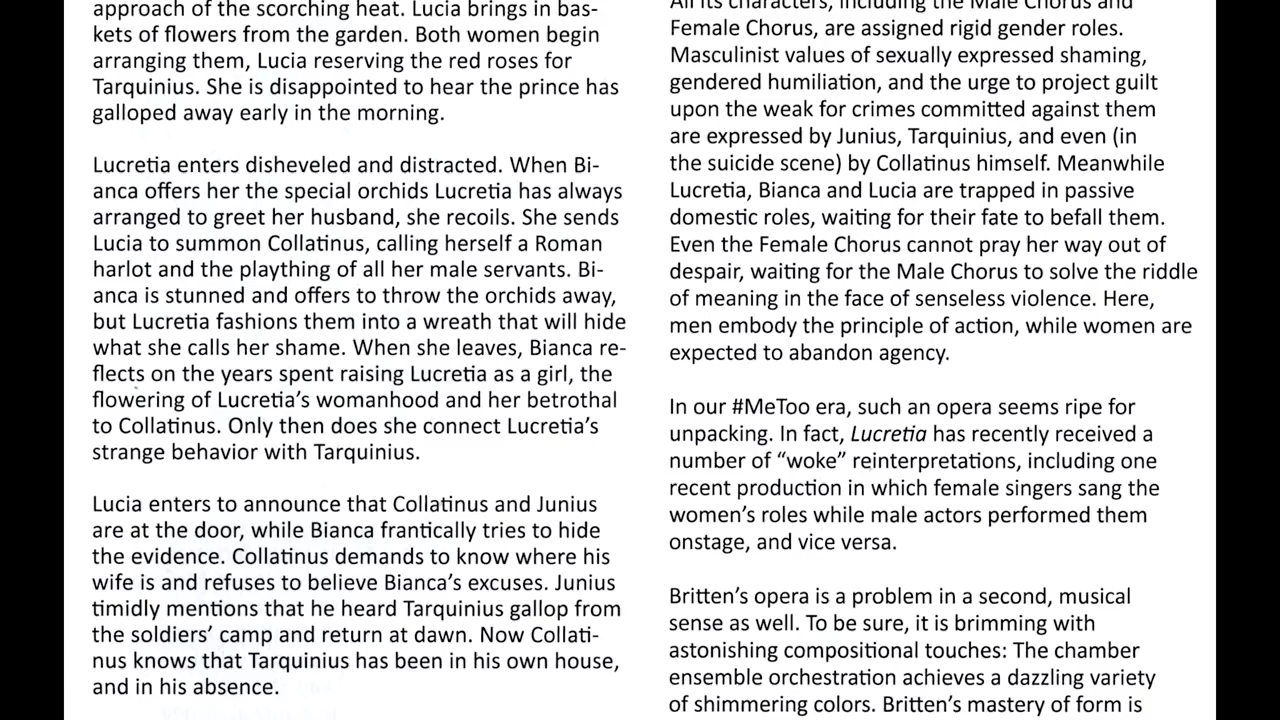 approach of the scorching heat. Lucia brings in bas-
kets of flowers from the garden. Both women begin
arranging them, Lucia reserving the red roses for
Tarquinius. She is disappointed to hear the prince has
galloped away early in the morning.
Lucretia enters disheveled and distracted. When Bi-
anca offers her the special orchids Lucretia has always
arranged to greet her husband, she recoils. She sends
Lucia to summon Collatinus, calling herself a Roman
harlot and the plaything of all her male servants. Bi-
anca is stunned and offers to throw the orchids away,
but Lucretia fashions them into a wreath that will hide
what she calls her shame. When she leaves, Bianca re-
flects on the years spent raising Lucretia as a girl, the
flowering of Lucretia's womanhood and her betrothal
to Collatinus. Only then does she connect Lucretia's
strange behavior with Tarquinius.
Lucia enters to announce that Collatinus and Junius
are at the door, while Bianca frantically tries to hide
the evidence. Collatinus demands to know where his
wife is and refuses to believe Bianca's excuses. Junius
timidly mentions that he heard Tarquinius gallop from
the soldiers' camp and return at dawn. Now Collati-
nus knows that Tarquinius has been in his own house,
and in his absence.
All its characters, including the Male Chorus and
Female Chorus, are assigned rigid gender roles.
Masculinist values of sexually expressed shaming,
gendered humiliation, and the urge to project guilt
upon the weak for crimes committed against them
are expressed by Junius, Tarquinius, and even (in
the suicide scene) by Collatinus himself. Meanwhile
Lucretia, Bianca and Lucia are trapped in passive
domestic roles, waiting for their fate to befall them.
Even the Female Chorus cannot pray her way out of
despair, waiting for the Male Chorus to solve the riddle
of meaning in the face of senseless violence. Here,
men embody the principle of action, while women are
expected to abandon agency.
In our #MeToo era, such an opera seems ripe for
unpacking. In fact, Lucretia has recently received a
number of “woke” reinterpretations, including one
recent production in which female singers sang the
women's roles while male actors performed them
onstage, and vice versa.
Britten's opera is a problem in a second, musical
sense as well. To be sure, it is brimming with
astonishing compositional touches: The chamber
ensemble orchestration achieves a dazzling variety
of shimmering colors. Britten's mastery of form is